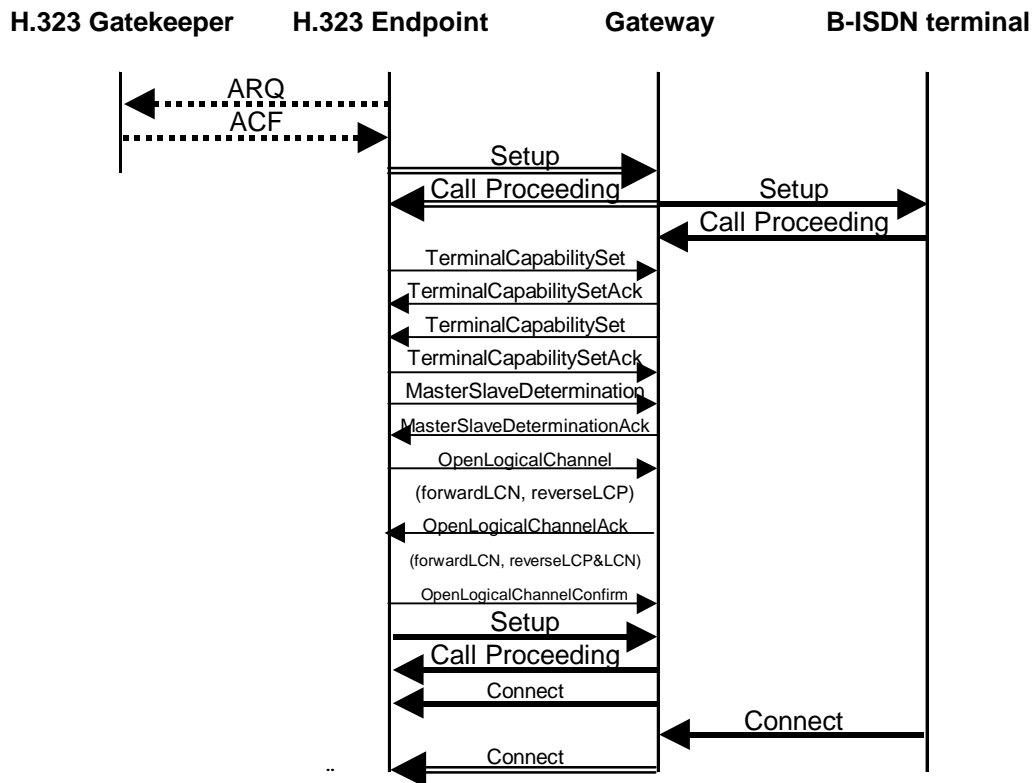 H.323 Gatekeeper H.323 Endpoint Gateway B-ISDN terminal
ARQ
ACF
Setup
Call Proceeding Setup
Call Proceeding
TerminalCapabilitySet
TerminalCapabilitySetAck
TerminalCapabilitySet
TerminalCapabilitySetAck
MasterSlaveDetermination
MasterSlaveDeterminationAck
OpenLogicalChannel
(forwardLCN, reverseLCP)
OpenLogicalChannelAck
(forwardLCN, reverseLCP&LCN)
OpenLogicalChannelConfirm
Setup
Call Proceeding
Connect
Connect
Connect